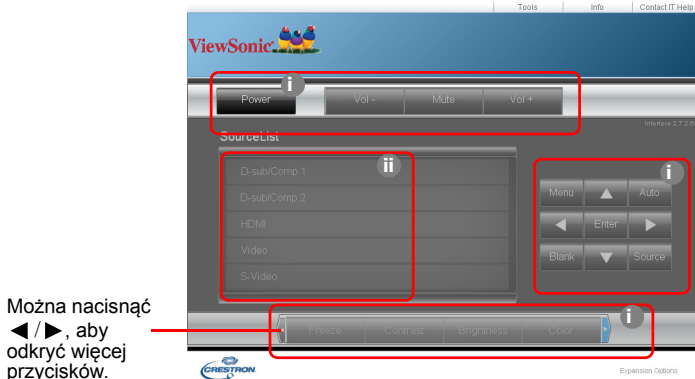 Tools Info Contact IT Help
ViewSonic
i
Power Vol - Mute Vol +
Interface 2.7.2.6
SourceList
ii
i
D-sub/Comp.1
D-sub/Comp.2
HDMI
Video
S-Video
Menu Auto
Enter
Blank Source
Można nacisnąć
◀/▶, aby
odkryć więcej
przycisków.
i
Freeze Contrast Brightness Color
CRESTRON
Expansion Options